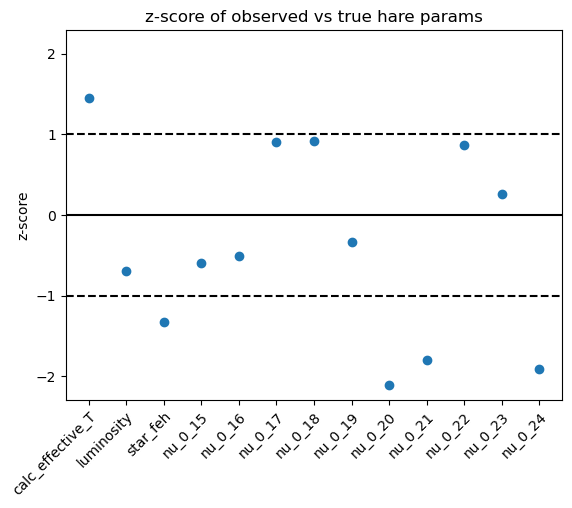 z-score of observed vs true hare params
z-score
2
1
0
−1
−2
calc_effective_T
luminosity
star_feh
nu_0_15
nu_0_16
nu_0_17
nu_0_18
nu_0_19
nu_0_20
nu_0_21
nu_0_22
nu_0_23
nu_0_24